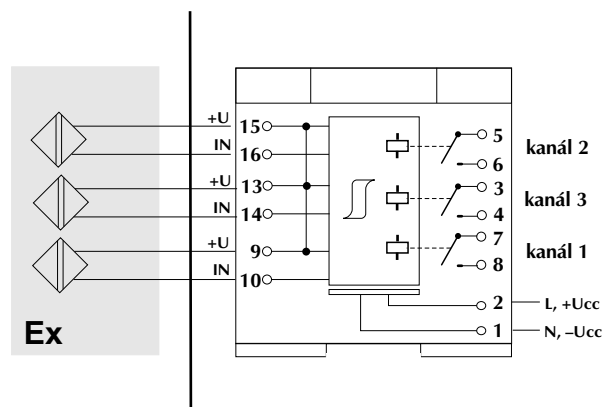 +U 15 5
kanál 2
IN 16 6
+U 13 3
kanál 3
IN 14 4
+U 9 7
kanál 1
IN 10 8
2 L, +Ucc
Ex
1 N, –Ucc